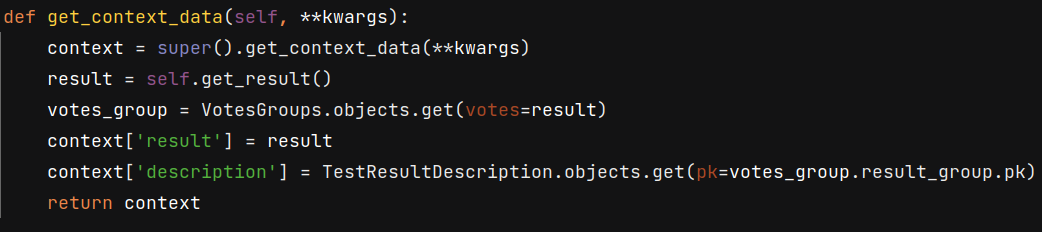 def get_context_data(self, **kwargs):
    context = super().get_context_data(**kwargs)
    result = self.get_result()
    votes_group = VotesGroups.objects.get(votes=result)
    context['result'] = result
    context['description'] = TestResultDescription.objects.get(pk=votes_group.result_group.pk)
    return context